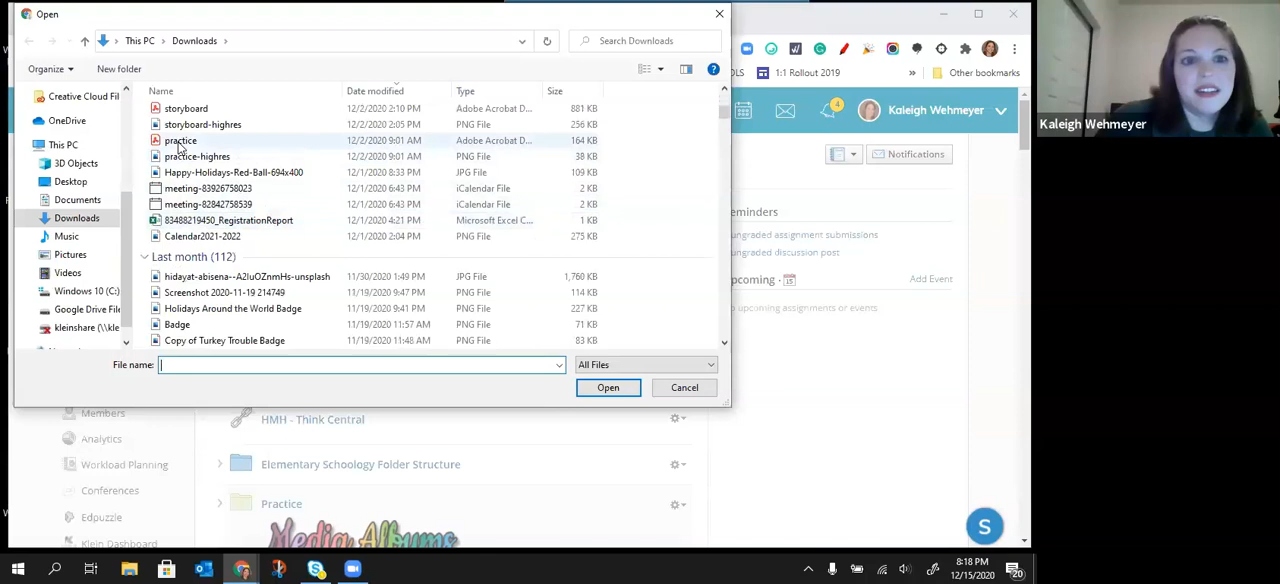 Open
This PC > Downloads >
Search Downloads
Organize
New folder
Name
Date modified
Type
Size
Creative Cloud Fil
OneDrive
This PC
3D Objects
Desktop
Documents
Downloads
Music
Pictures
Videos
Windows 10 (C:)
Google Drive File
kleinshare (\\kle
storyboard 12/2/2020 2:10 PM Adobe Acrobat D... 881 KB
storyboard-highres 12/2/2020 2:05 PM PNG File 256 KB
practice 12/2/2020 9:01 AM Adobe Acrobat D... 164 KB
practice-highres 12/2/2020 9:01 AM PNG File 38 KB
Happy-Holidays-Red-Ball-694x400 12/1/2020 8:33 PM JPG File 109 KB
meeting-83926758023 12/1/2020 6:43 PM iCalendar File 2 KB
meeting-82842758539 12/1/2020 6:43 PM iCalendar File 2 KB
83488219450_RegistrationReport 12/1/2020 4:21 PM Microsoft Excel C... 1 KB
Calendar2021-2022 12/1/2020 2:04 PM PNG File 275 KB
Last month (112)
hidayat-abisena--A2luOZnmHs-unsplash 11/30/2020 1:49 PM JPG File 1,760 KB
Screenshot 2020-11-19 214749 11/19/2020 9:47 PM PNG File 114 KB
Holidays Around the World Badge 11/19/2020 9:41 PM PNG File 227 KB
Badge 11/19/2020 11:57 AM PNG File 71 KB
Copy of Turkey Trouble Badge 11/19/2020 11:48 AM PNG File 83 KB
File name:
All Files
Open
Cancel
DLS
1:1 Rollout 2019
»
Other bookmarks
4
Kaleigh Wehmeyer
Notifications
eminders
ungraded assignment submissions
ungraded discussion post
pcoming · 15
Add Event
o upcoming assignments or events
Members
Analytics
Workload Planning
Conferences
Edpuzzle
Klein Dashboard
HMH - Think Central
Elementary Schoology Folder Structure
Practice
Media Albums
S
8:18 PM
12/15/2020
20
Kaleigh Wehmeyer